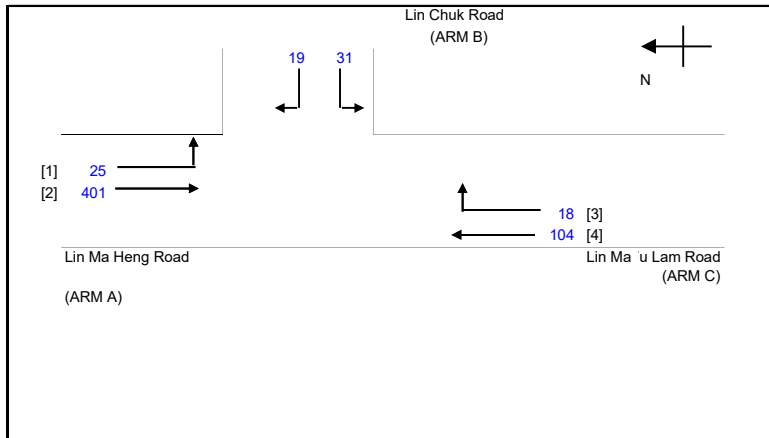 Lin Chuk Road
(ARM B)
19 31
N
[1] 25
[2] 401
18 [3]
104 [4]
Lin Ma Heng Road
Lin Ma 'u Lam Road
(ARM C)
(ARM A)